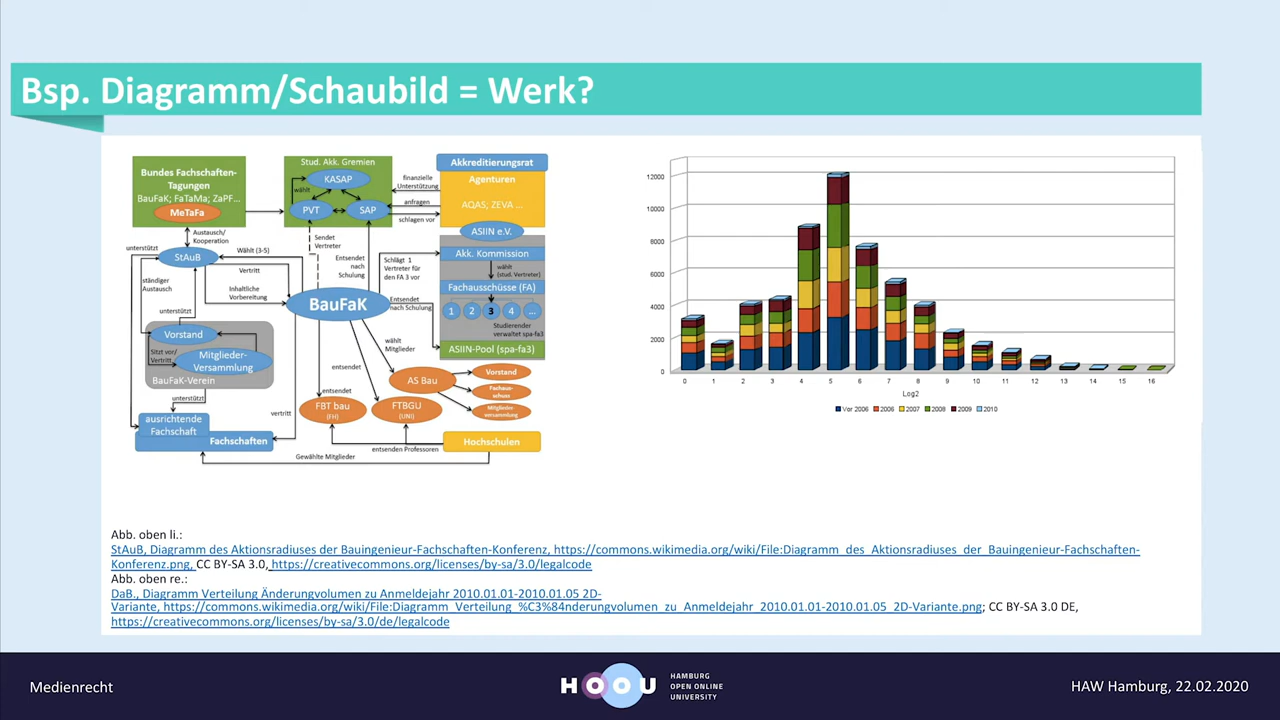 Bsp. Diagramm/Schaubild = Werk?
Bundes Fachschaften-
Tagungen
BauFaK; FaTaMa; ZaPF...
MeTaFa
Stud. Akk. Gremien
KASAP
wählt
PVT
SAP
finanzielle
Unterstützung
anfragen
schlagen vor
Akkreditierungsrat
Agenturen
AQAS; ZEVA ...
ASIIN e.V.
Akk. Kommission
wählt
(stud. Vertreter)
Fachausschüsse (FA)
1 2 3 4 ...
Studierender
verwaltet spa-fa3
ASIIN-Pool (spa-fa3)
unterstützt
Austausch/
Kooperation
StAuB
Wählt (3-5)
Vertritt
Inhaltliche
Vorbereitung
Sendet
Vertreter
Entsendet
nach
Schulung
Schlägt 1
Vertreter für
den FA 3 vor
ständiger
Austausch
unterstützt
BauFaK
Entsendet
nach Schulung
Vorstand
Sitzt vor/
Vertritt
Mitglieder-
Versammlung
BauFaK-Verein
unterstützt
wählt
Mitglieder
entsendet
entsendet
AS Bau
Vorstand
Fachaus-
schuss
Mitglieder-
versammlung
FBT bau
(FH)
FTBGU
(UNI)
vertritt
ausrichtende
Fachschaft
Fachschaften
entsenden Professoren
Hochschulen
Gewählte Mitglieder
12000
10000
8000
6000
4000
2000
0
0 1 2 3 4 5 6 7 8 9 10 11 12 13 14 15 16
Log2
Vor 2006 2006 2007 2008 2009 2010
Abb. oben li.:
StAuB, Diagramm des Aktionsradiuses der Bauingenieur-Fachschaften-Konferenz, https://commons.wikimedia.org/wiki/File:Diagramm_des_Aktionsradiuses_der_Bauingenieur-Fachschaften-
Konferenz.png, CC BY-SA 3.0, https://creativecommons.org/licenses/by-sa/3.0/legalcode
Abb. oben re.:
DaB., Diagramm Verteilung Änderungvolumen zu Anmeldejahr 2010.01.01-2010.01.05 2D-
Variante, https://commons.wikimedia.org/wiki/File:Diagramm_Verteilung_%C3%84nderungvolumen_zu_Anmeldejahr_2010.01.01-2010.01.05_2D-Variante.png; CC BY-SA 3.0 DE,
https://creativecommons.org/licenses/by-sa/3.0/de/legalcode
Medienrecht
HOOU
HAMBURG
OPEN ONLINE
UNIVERSITY
HAW Hamburg, 22.02.2020